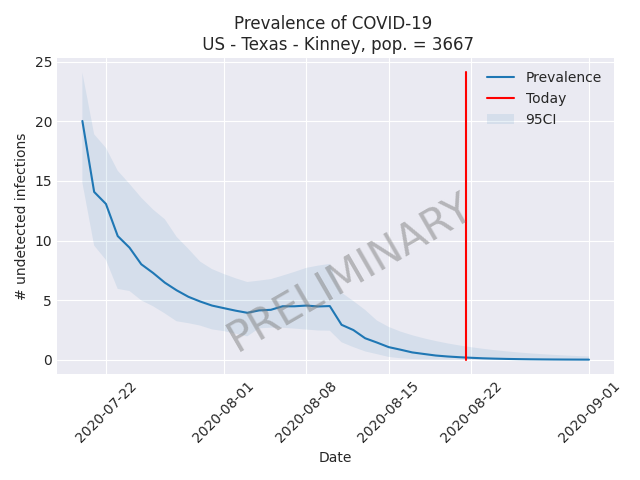 Prevalence of COVID-19
US - Texas - Kinney, pop. = 3667
25
20
15
10
5
0
# undetected infections
Prevalence
Today
95CI
PRELIMINARY
2020-07-22
2020-08-01
2020-08-08
2020-08-15
2020-08-22
2020-09-01
Date